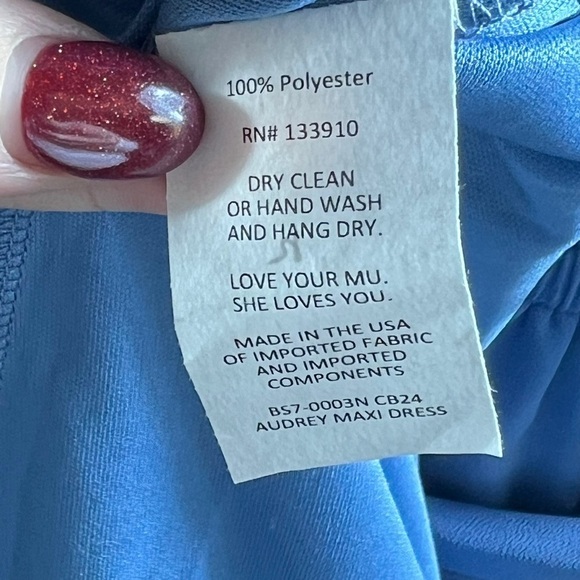 100% Polyester
RN# 133910
DRY CLEAN
OR HAND WASH
AND HANG DRY.
LOVE YOUR MU.
SHE LOVES YOU.
MADE IN THE USA
OF IMPORTED FABRIC
AND IMPORTED
COMPONENTS
BS7-0003N CB24
AUDREY MAXI DRESS